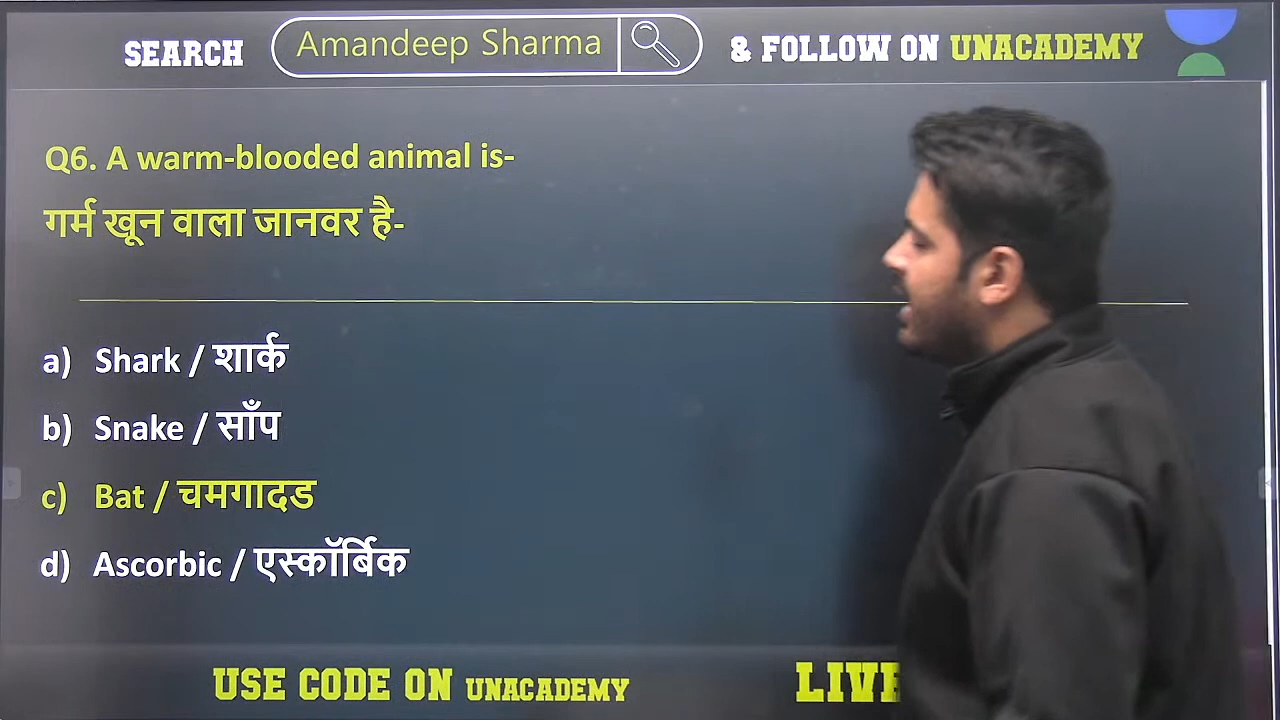 SEARCH Amandeep Sharma & FOLLOW ON UNACADEMY
Q6. A warm-blooded animal is-
गर्म खून वाला जानवर है-
a) Shark / शार्क
b) Snake / साँप
c) Bat / चमगादड
d) Ascorbic / एस्कॉर्बिक
USE CODE ON UNACADEMY LIVE